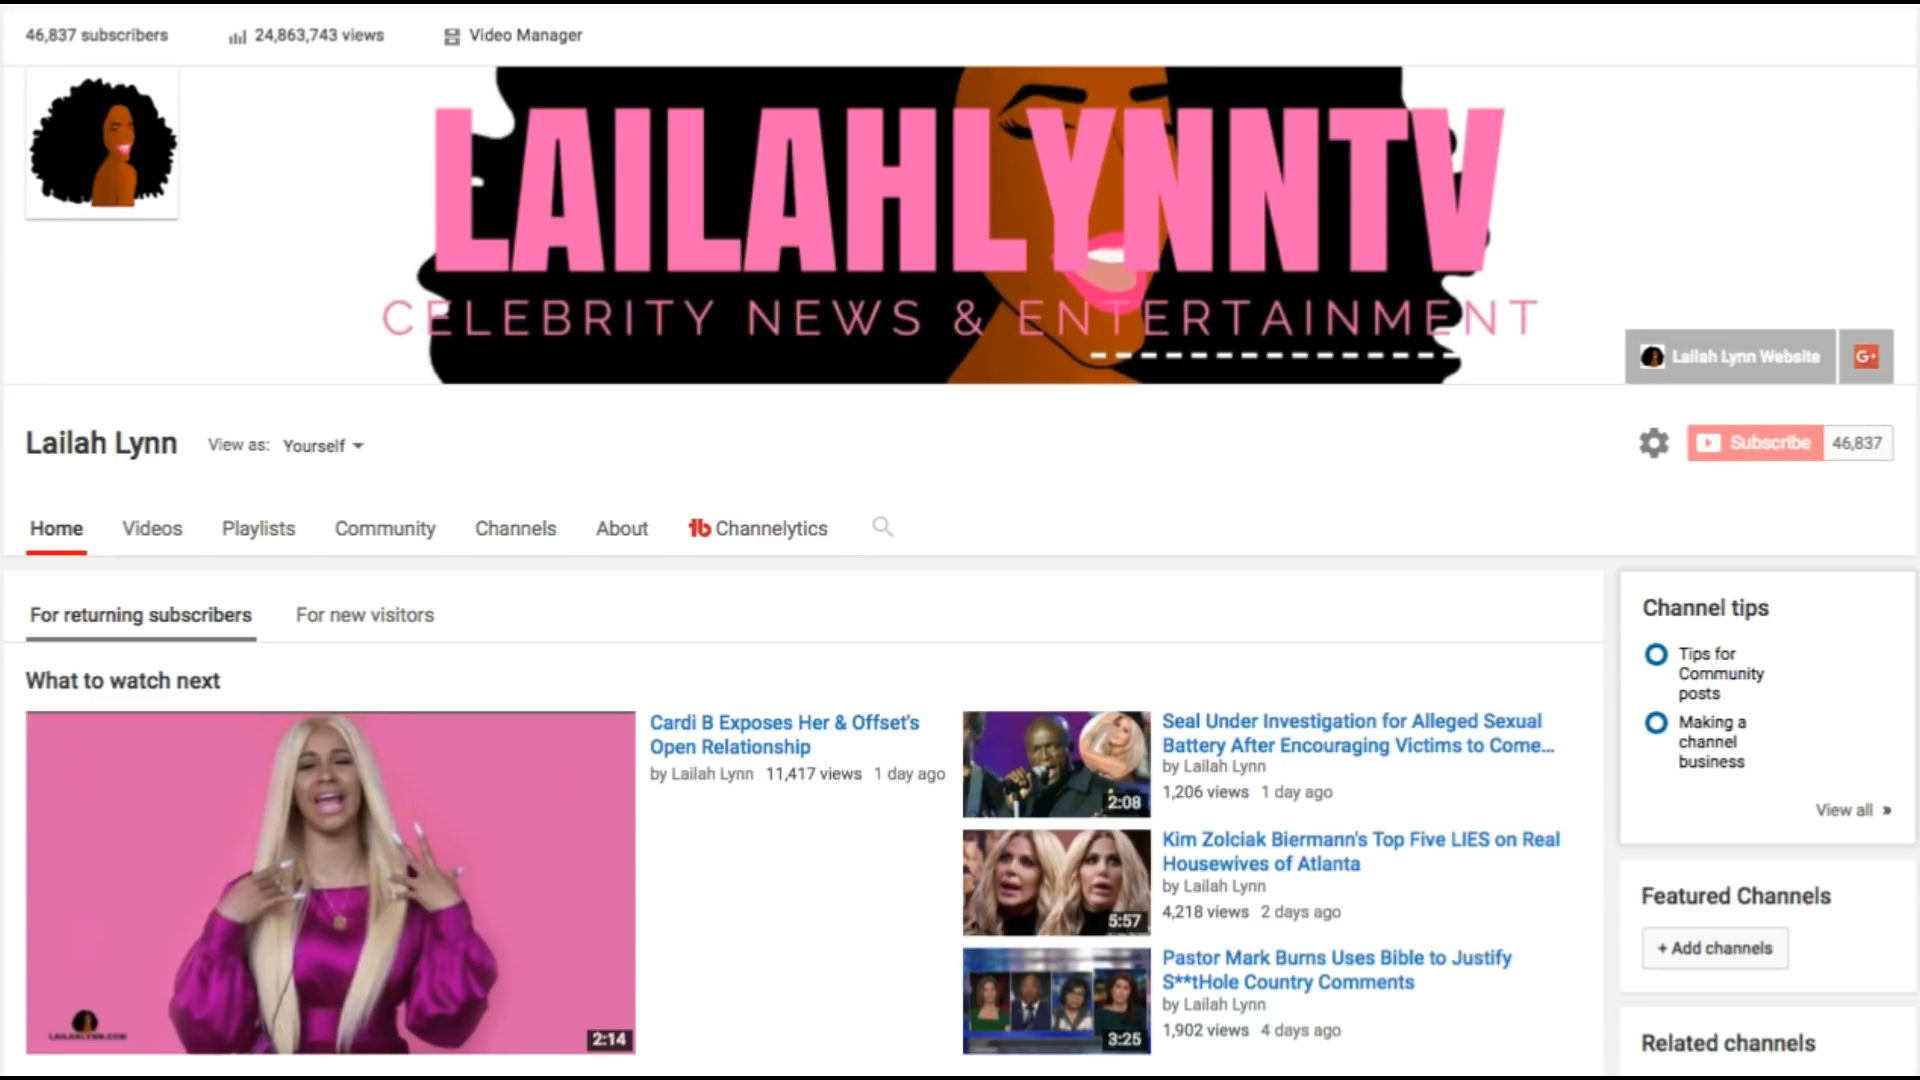 46,837 subscribers
24,863,743 views
Video Manager
LAILAHLYNNTV
CELEBRITY NEWS & ENTERTAINMENT
Lailah Lynn Website
G+
Lailah Lynn
View as: Yourself
Subscribe 46,837
Home
Videos
Playlists
Community
Channels
About
tb Channelytics
For returning subscribers
For new visitors
What to watch next
LAILAHLYNN.COM
2:14
Cardi B Exposes Her & Offset's
Open Relationship
by Lailah Lynn 11,417 views 1 day ago
2:08
Seal Under Investigation for Alleged Sexual
Battery After Encouraging Victims to Come...
by Lailah Lynn
1,206 views 1 day ago
5:57
Kim Zolciak Biermann's Top Five LIES on Real
Housewives of Atlanta
by Lailah Lynn
4,218 views 2 days ago
3:25
Pastor Mark Burns Uses Bible to Justify
S**tHole Country Comments
by Lailah Lynn
1,902 views 4 days ago
Channel tips
Tips for
Community
posts
Making a
channel
business
View all »
Featured Channels
+ Add channels
Related channels